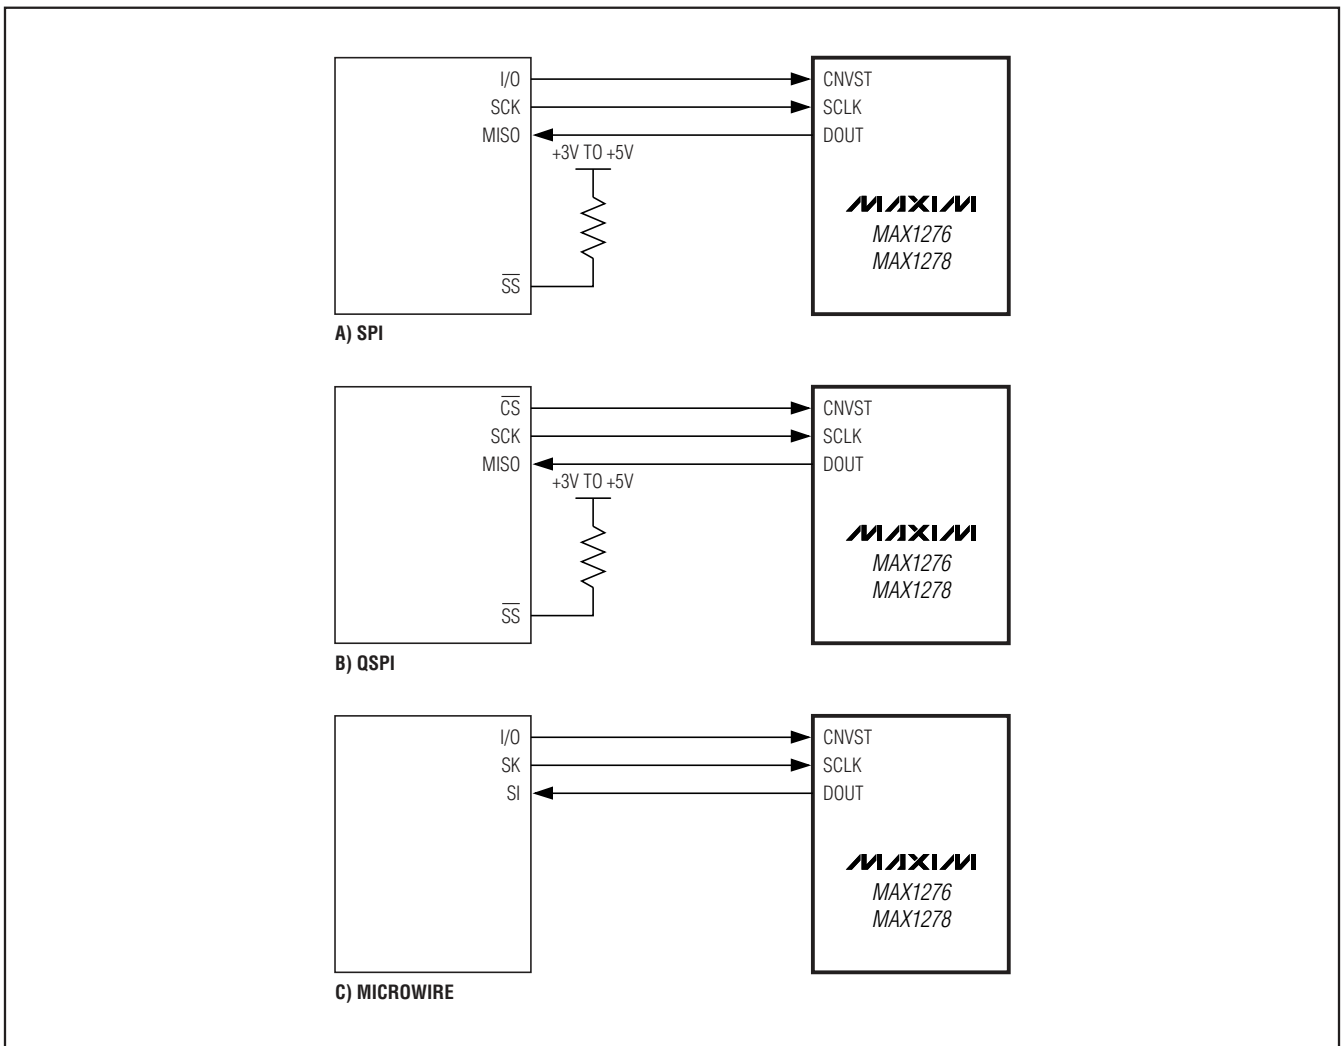 I/O
SCK
MISO
+3V TO +5V
SS
CNVST
SCLK
DOUT
MAXIM
MAX1276
MAX1278
A) SPI
CS
SCK
MISO
+3V TO +5V
SS
CNVST
SCLK
DOUT
MAXIM
MAX1276
MAX1278
B) QSPI
I/O
SK
SI
CNVST
SCLK
DOUT
MAXIM
MAX1276
MAX1278
C) MICROWIRE